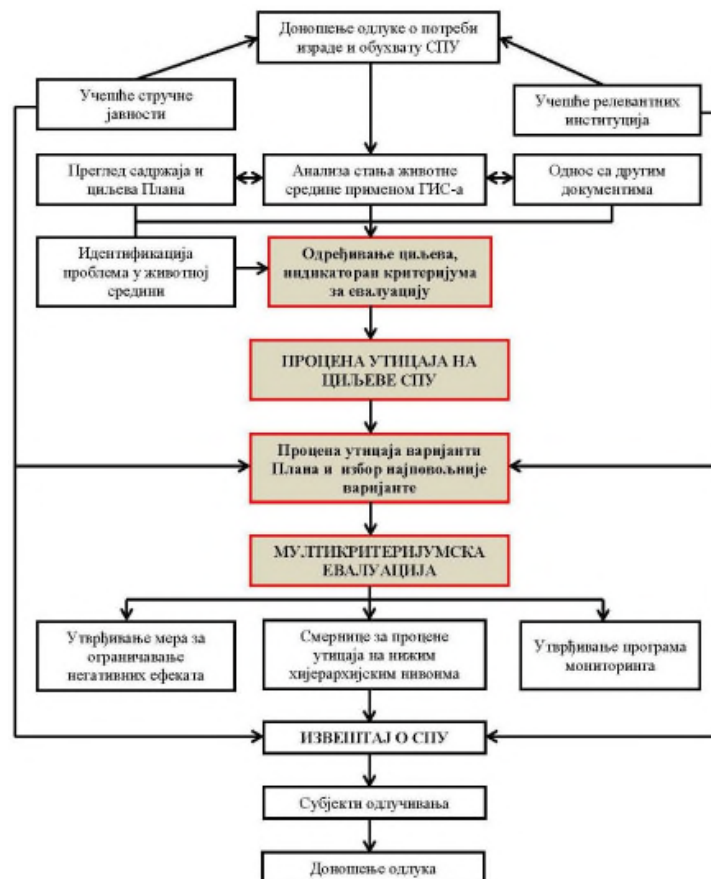 Доношење одлуке о потреби
израде и обухвату СПУ
Учешће стручне
јавности
Учешће релевантних
институција
Преглед садржаја и
циљева Плана
Анализа стања животне
средине применом ГИС-а
Однос са другим
документима
Идентификација
проблема у животној
средини
Одређивање циљева,
индикаторан критеријума
за евалуацију
ПРОЦЕНА УТИЦАЈА НА
ЦИЉЕВЕ СПУ
Процена утицаја варијанти
Плана и избор најповољније
варијанте
МУЛТИКРИТЕРИЈУМСКА
ЕВАЛУАЦИЈА
Утврђивање мера за
ограничавање
негативних ефеката
Смернице за процене
утицаја на нижим
хијерархијским нивоима
Утврђивање програма
мониторинга
ИЗВЕШТАЈ О СПУ
Субјекти одлучивања
Доношење одлука